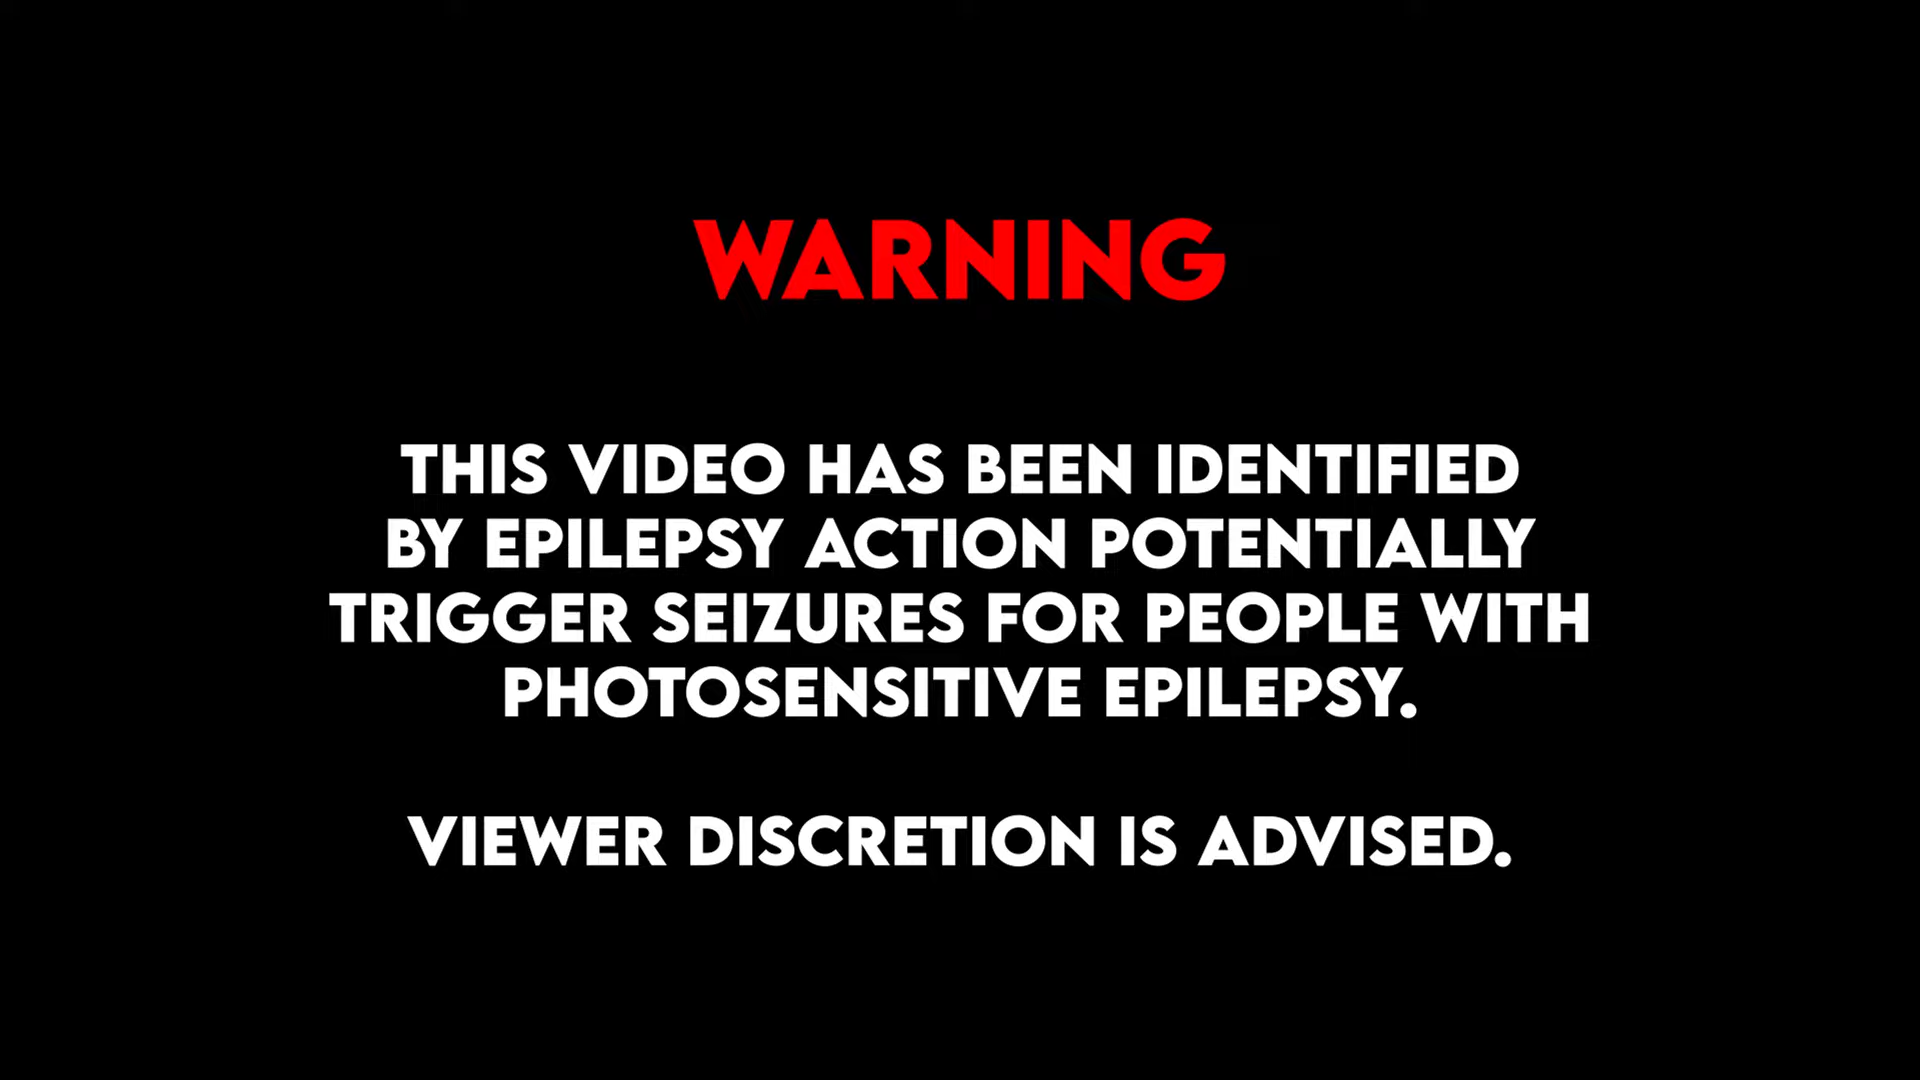 WARNING
THIS VIDEO HAS BEEN IDENTIFIED
BY EPILEPSY ACTION POTENTIALLY
TRIGGER SEIZURES FOR PEOPLE WITH
PHOTOSENSITIVE EPILEPSY.
VIEWER DISCRETION IS ADVISED.